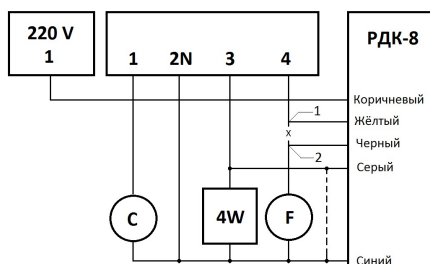 220 V
1
1 2N 3 4
РДК-8
Коричневый
1
Жёлтый
x
Черный
2
Серый
C
4W
F
Синий